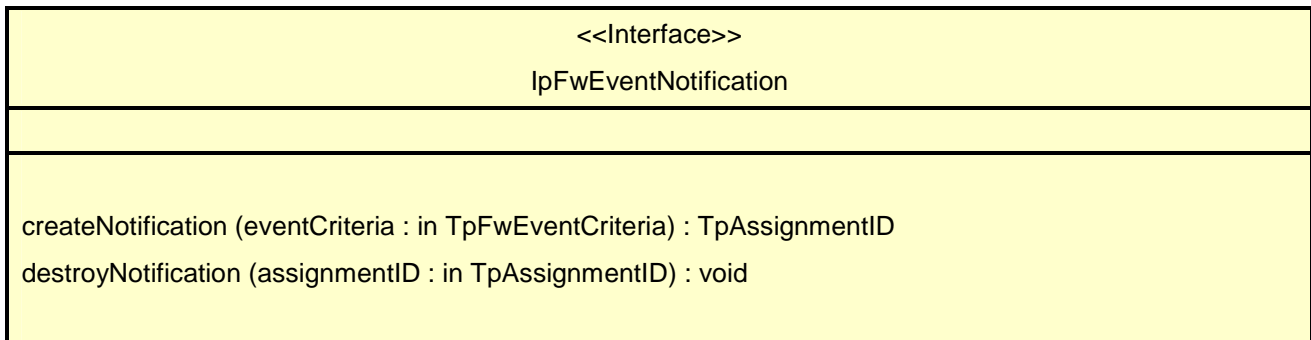 <<Interface>>
IpFwEventNotification
createNotification (eventCriteria : in TpFwEventCriteria) : TpAssignmentID
destroyNotification (assignmentID : in TpAssignmentID) : void